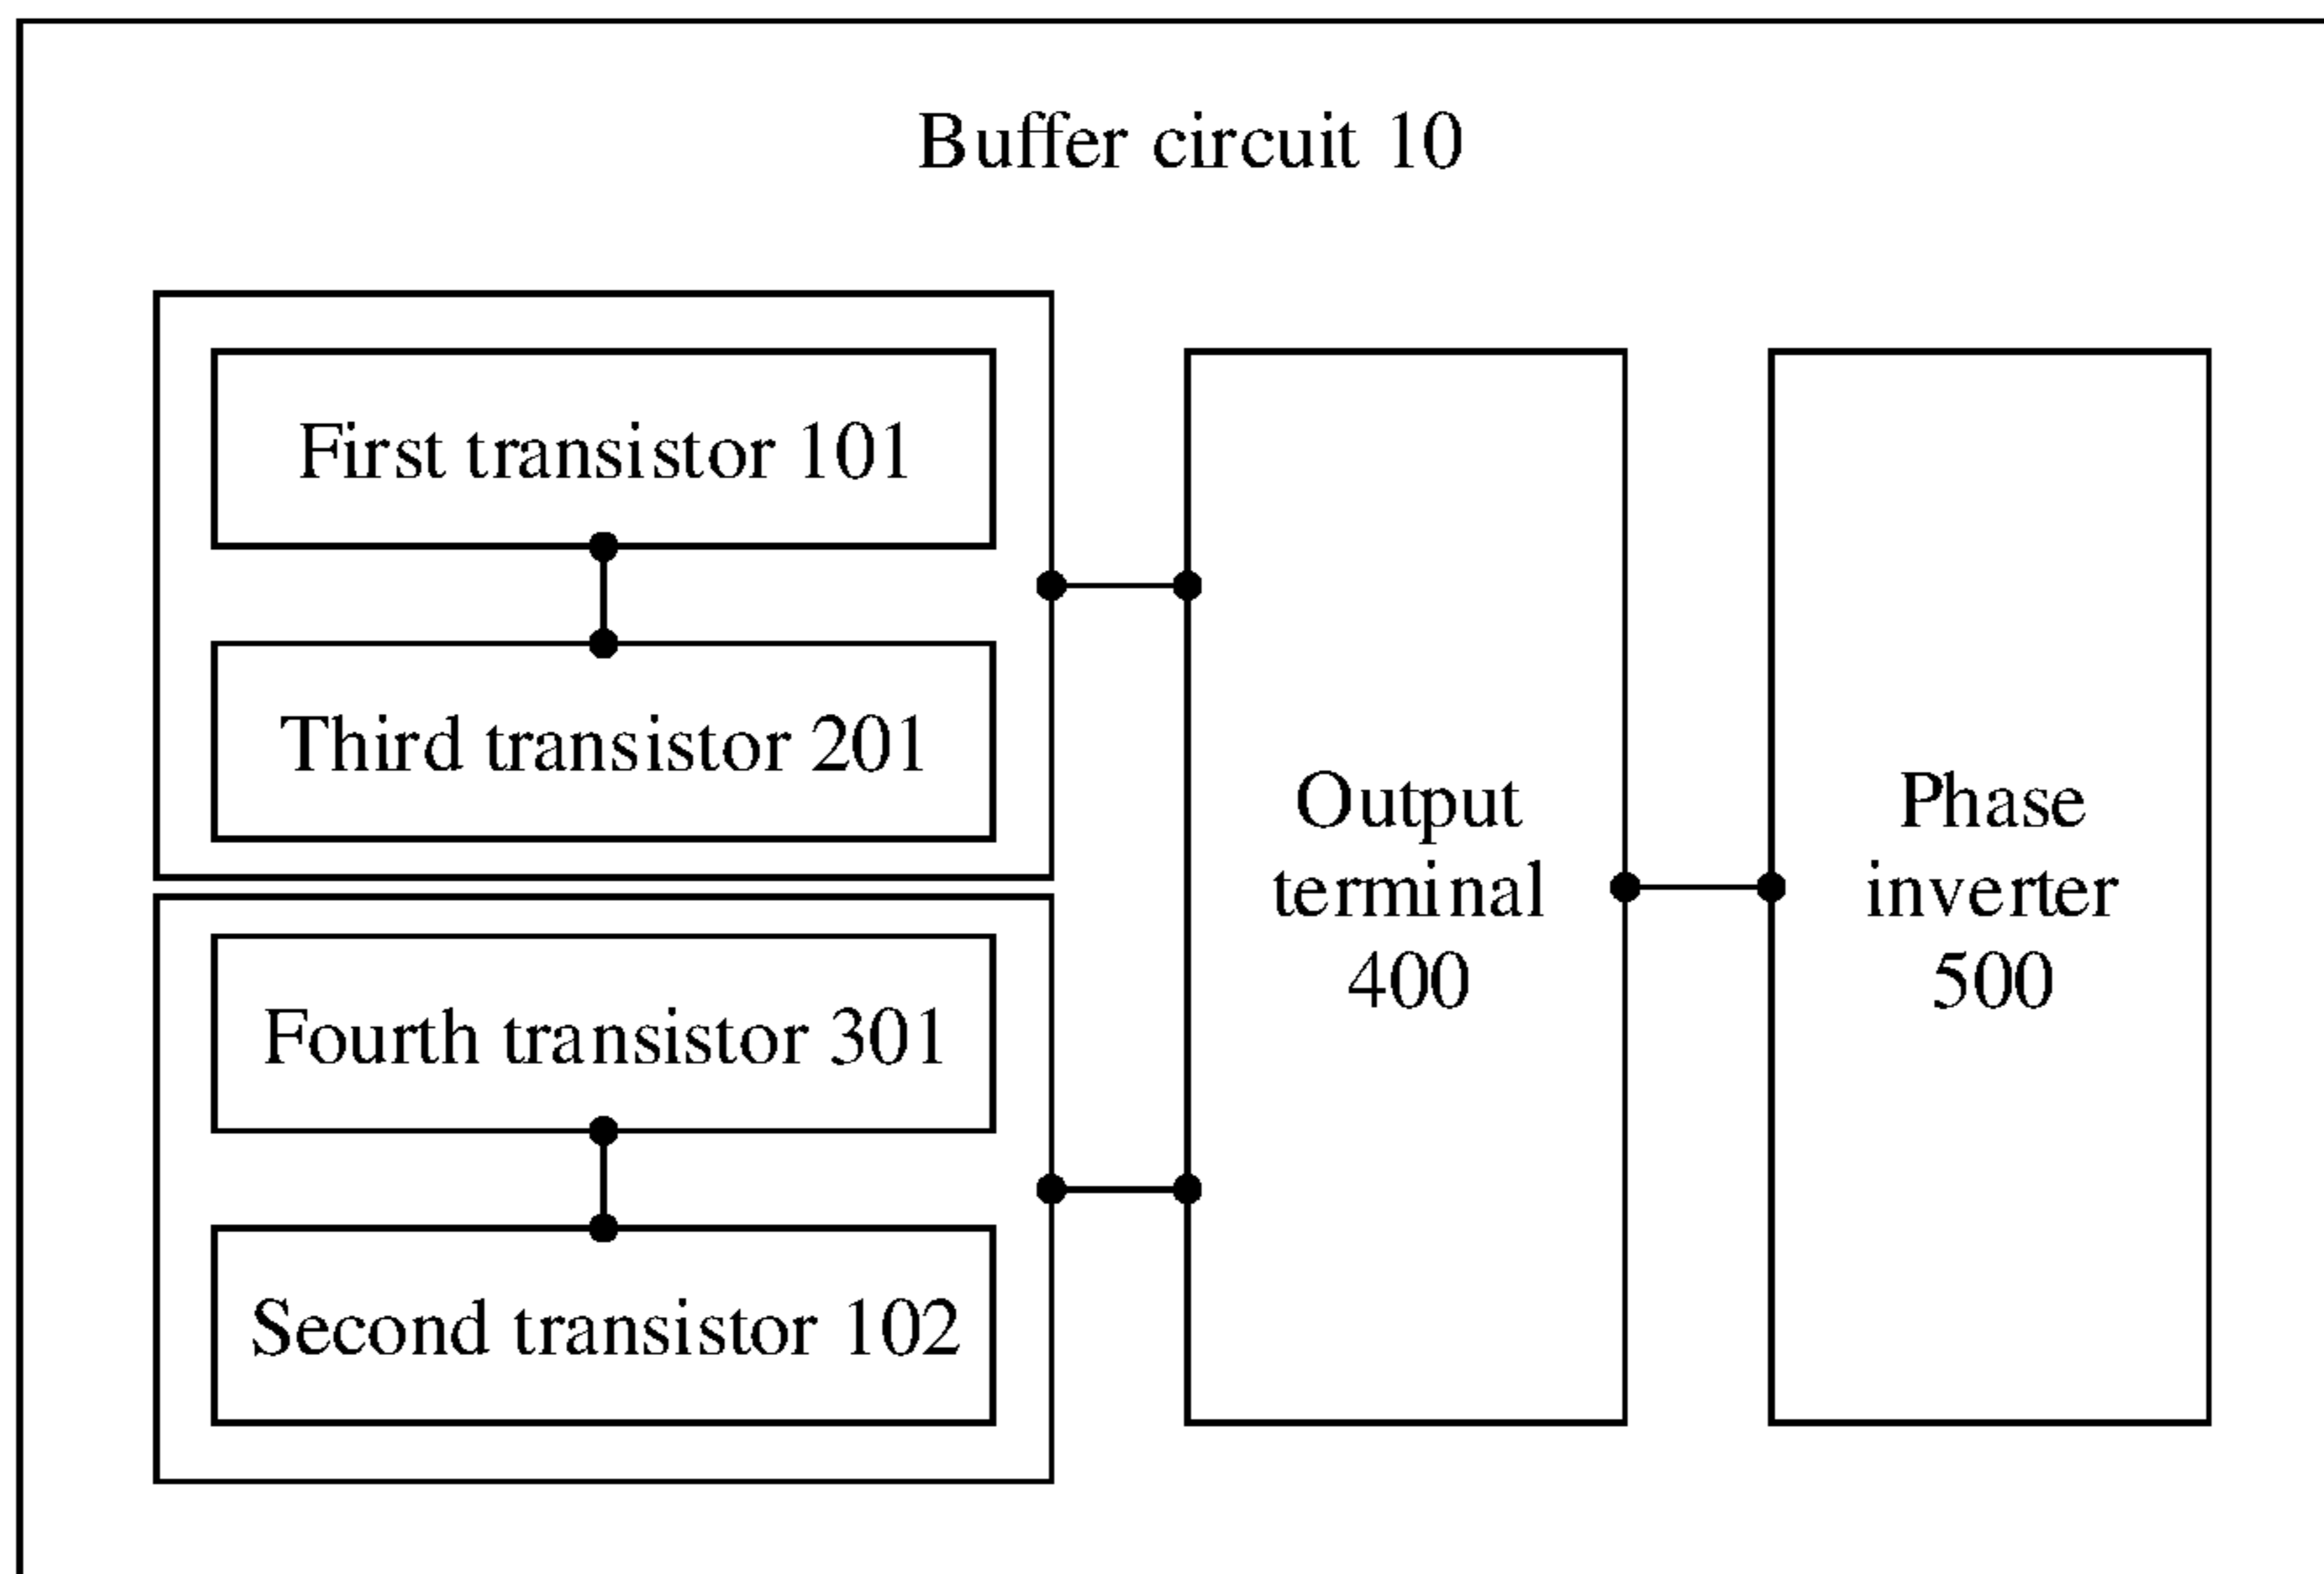 Buffer circuit 10
First transistor 101
Third transistor 201
Fourth transistor 301
Second transistor 102
Output
terminal
400
Phase
inverter
500